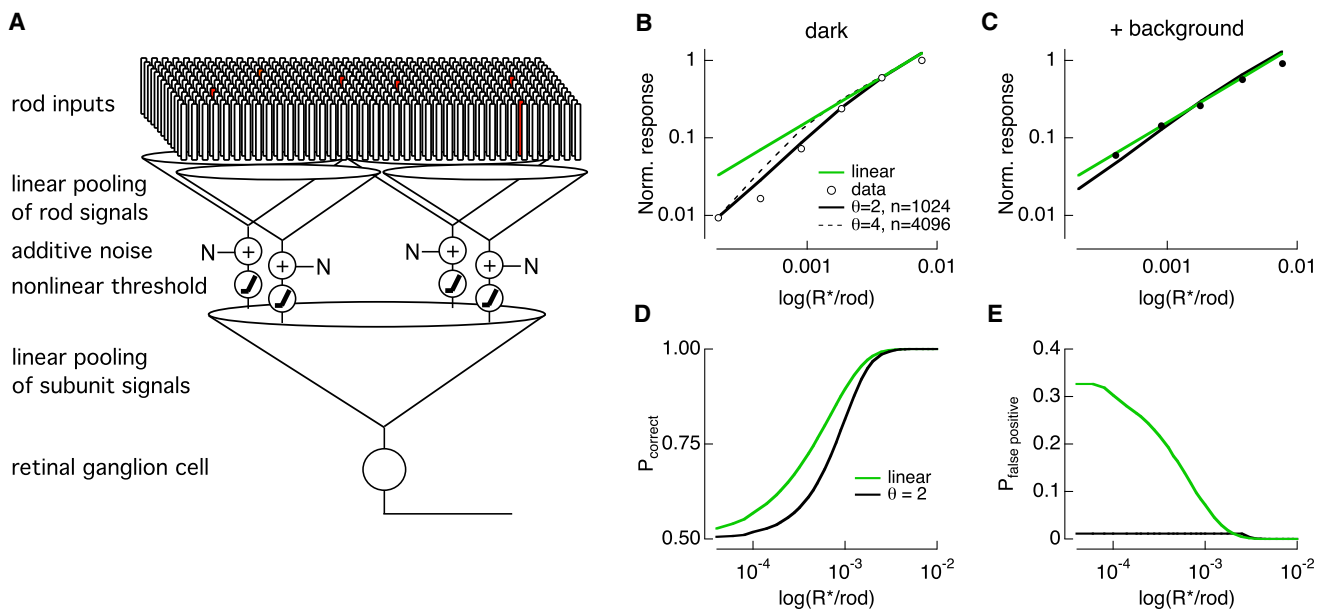 A
rod inputs
linear pooling
of rod signals
additive noise
nonlinear threshold
linear pooling
of subunit signals
retinal ganglion cell
N
+
+
N
N
+
+
N
B
dark
Norm. response
1
0.1
0.01
linear
data
θ=2, n=1024
θ=4, n=4096
0.001
0.01
log(R*/rod)
C
+ background
Norm. response
1
0.1
0.01
0.001
0.01
log(R*/rod)
D
Pcorrect
1.00
0.75
0.50
linear
θ = 2
10-4
10-3
10-2
log(R*/rod)
E
Pfalse positive
0.4
0.3
0.2
0.1
0
10-4
10-3
10-2
log(R*/rod)